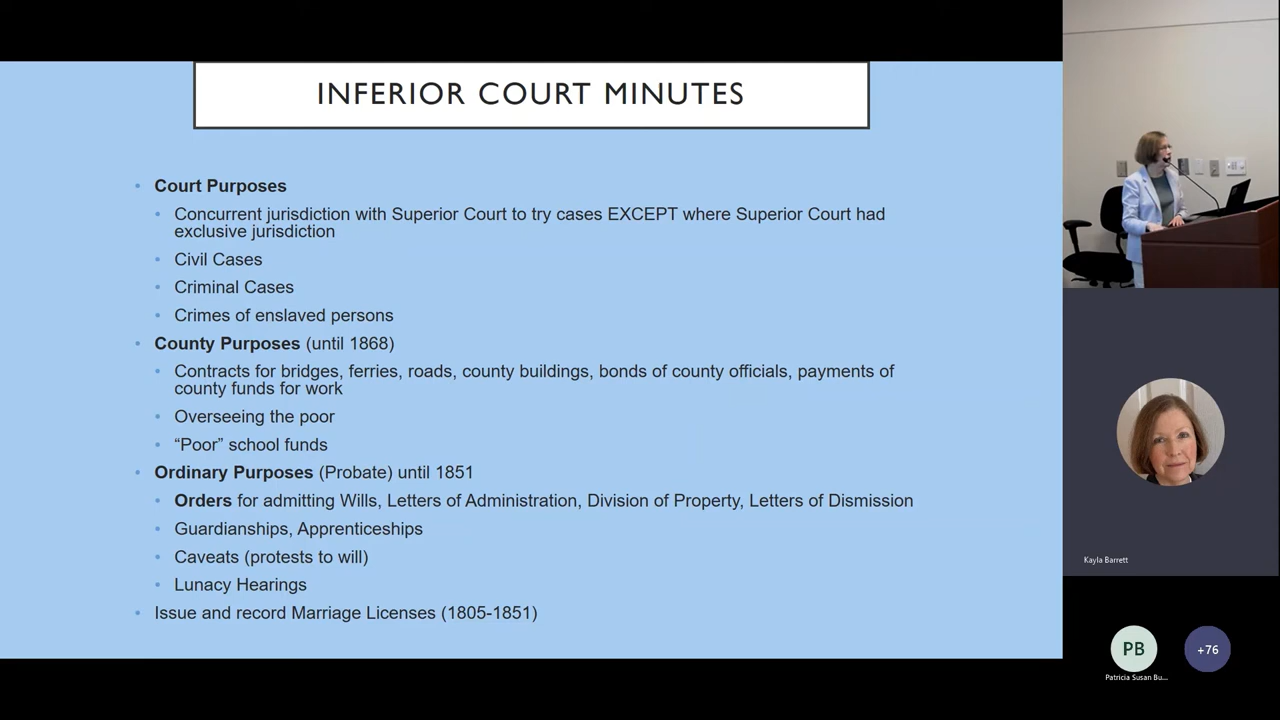 INFERIOR COURT MINUTES
Court Purposes
Concurrent jurisdiction with Superior Court to try cases EXCEPT where Superior Court had
exclusive jurisdiction
Civil Cases
Criminal Cases
Crimes of enslaved persons
County Purposes (until 1868)
Contracts for bridges, ferries, roads, county buildings, bonds of county officials, payments of
county funds for work
Overseeing the poor
“Poor” school funds
Ordinary Purposes (Probate) until 1851
Orders for admitting Wills, Letters of Administration, Division of Property, Letters of Dismission
Guardianships, Apprenticeships
Caveats (protests to will)
Lunacy Hearings
Issue and record Marriage Licenses (1805-1851)
Kayla Barrett
PB
+76
Patricia Susan Bu...